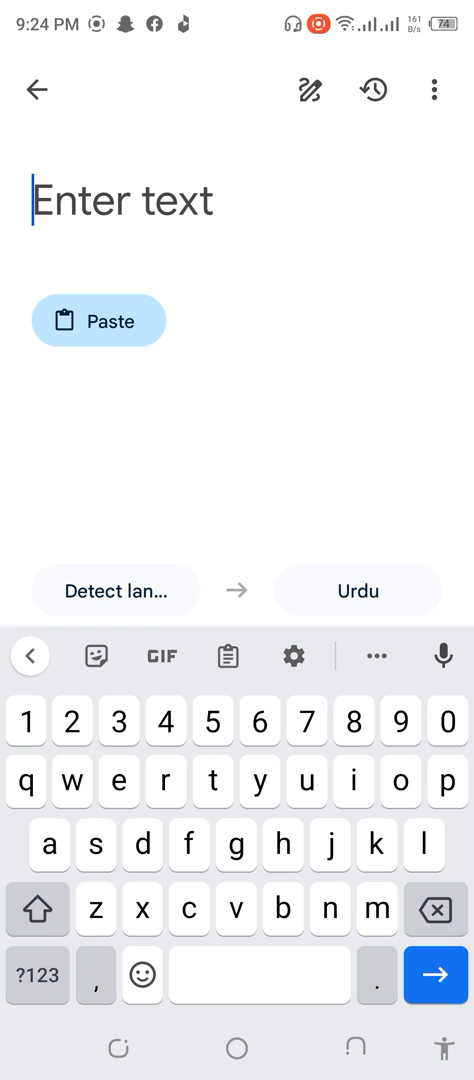 9:24 PM
161
B/s
74
Enter text
Paste
Detect lan...
Urdu
GIF
1 2 3 4 5 6 7 8 9 0
q w e r t y u i o p
a s d f g h j k l
z x c v b n m
?123 , .